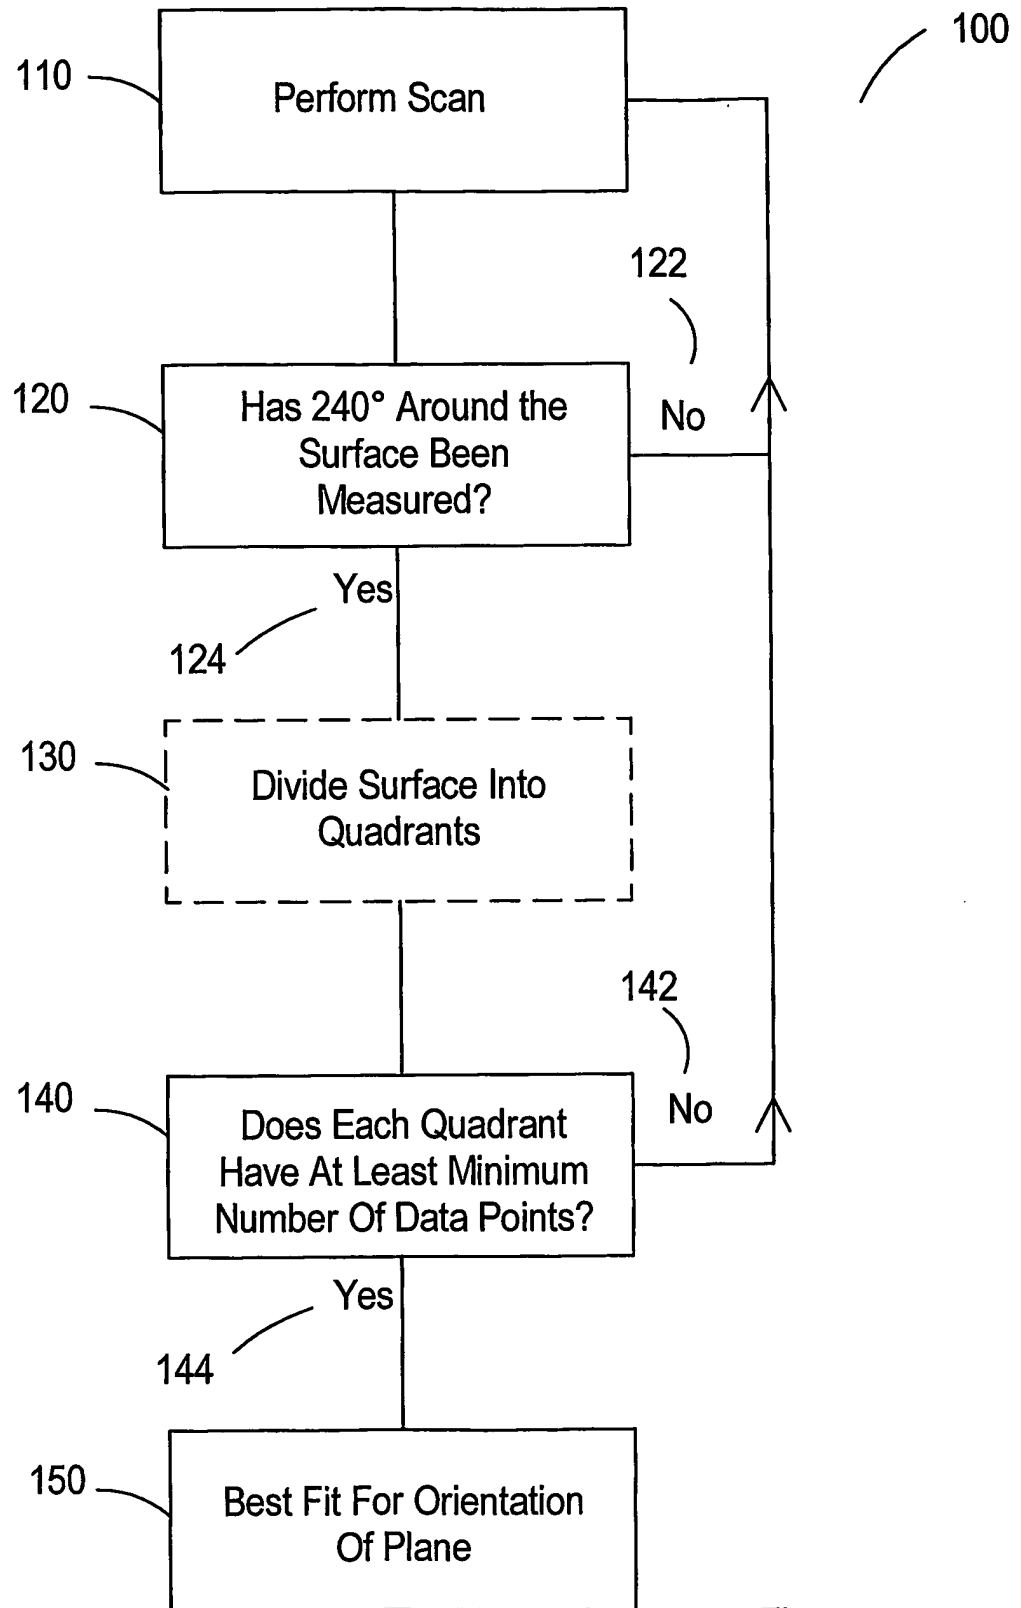 100
110
Perform Scan
122
120
Has 240° Around the
Surface Been
Measured?
No
Yes
124
130
Divide Surface Into
Quadrants
142
140
Does Each Quadrant
Have At Least Minimum
Number Of Data Points?
No
Yes
144
150
Best Fit For Orientation
Of Plane